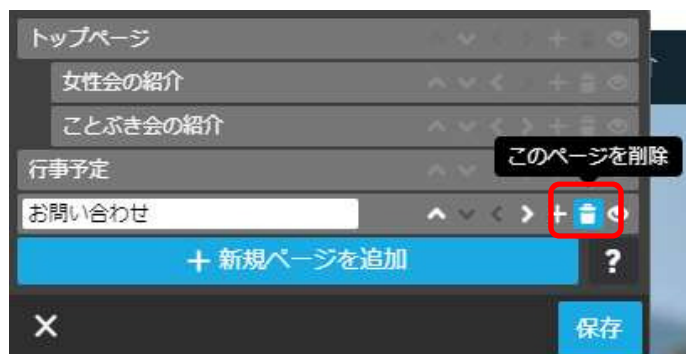 トップページ
女性会の紹介
ことぶき会の紹介
このページを削除
行事予定
お問い合わせ
+ 新規ページを追加
?
保存